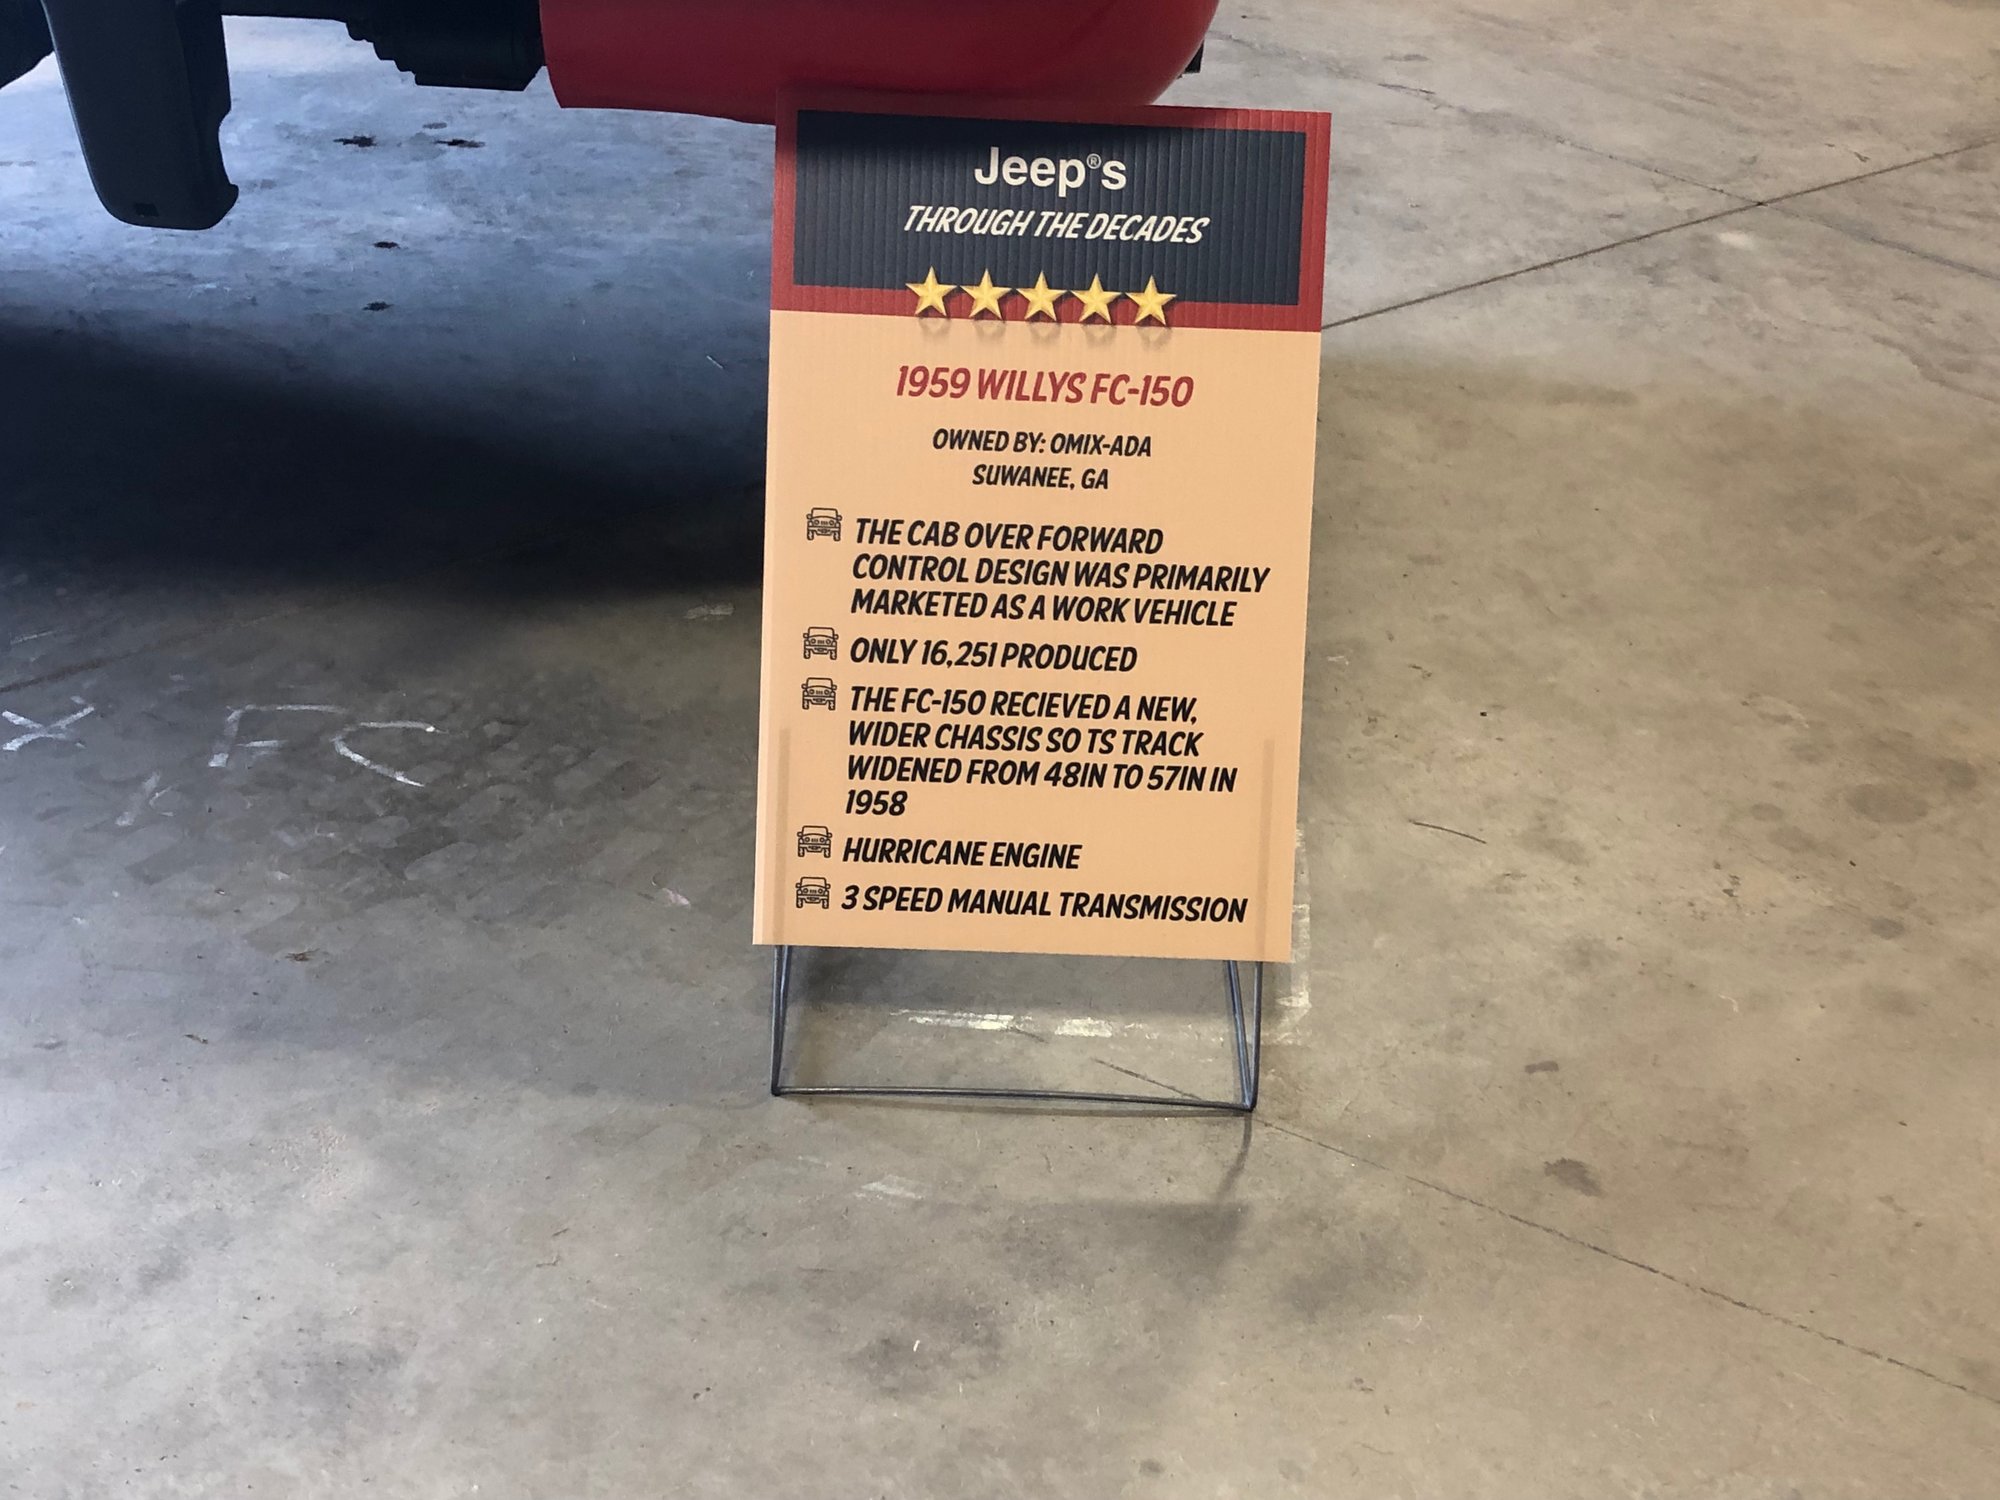 Jeep®s
THROUGH THE DECADES
1959 WILLYS FC-150
OWNED BY: OMIX-ADA
SUWANEE, GA
THE CAB OVER FORWARD
CONTROL DESIGN WAS PRIMARILY
MARKETED AS A WORK VEHICLE
ONLY 16,251 PRODUCED
THE FC-150 RECIEVED A NEW,
WIDER CHASSIS SO TS TRACK
WIDENED FROM 48IN TO 57IN IN
1958
HURRICANE ENGINE
3 SPEED MANUAL TRANSMISSION
X FC